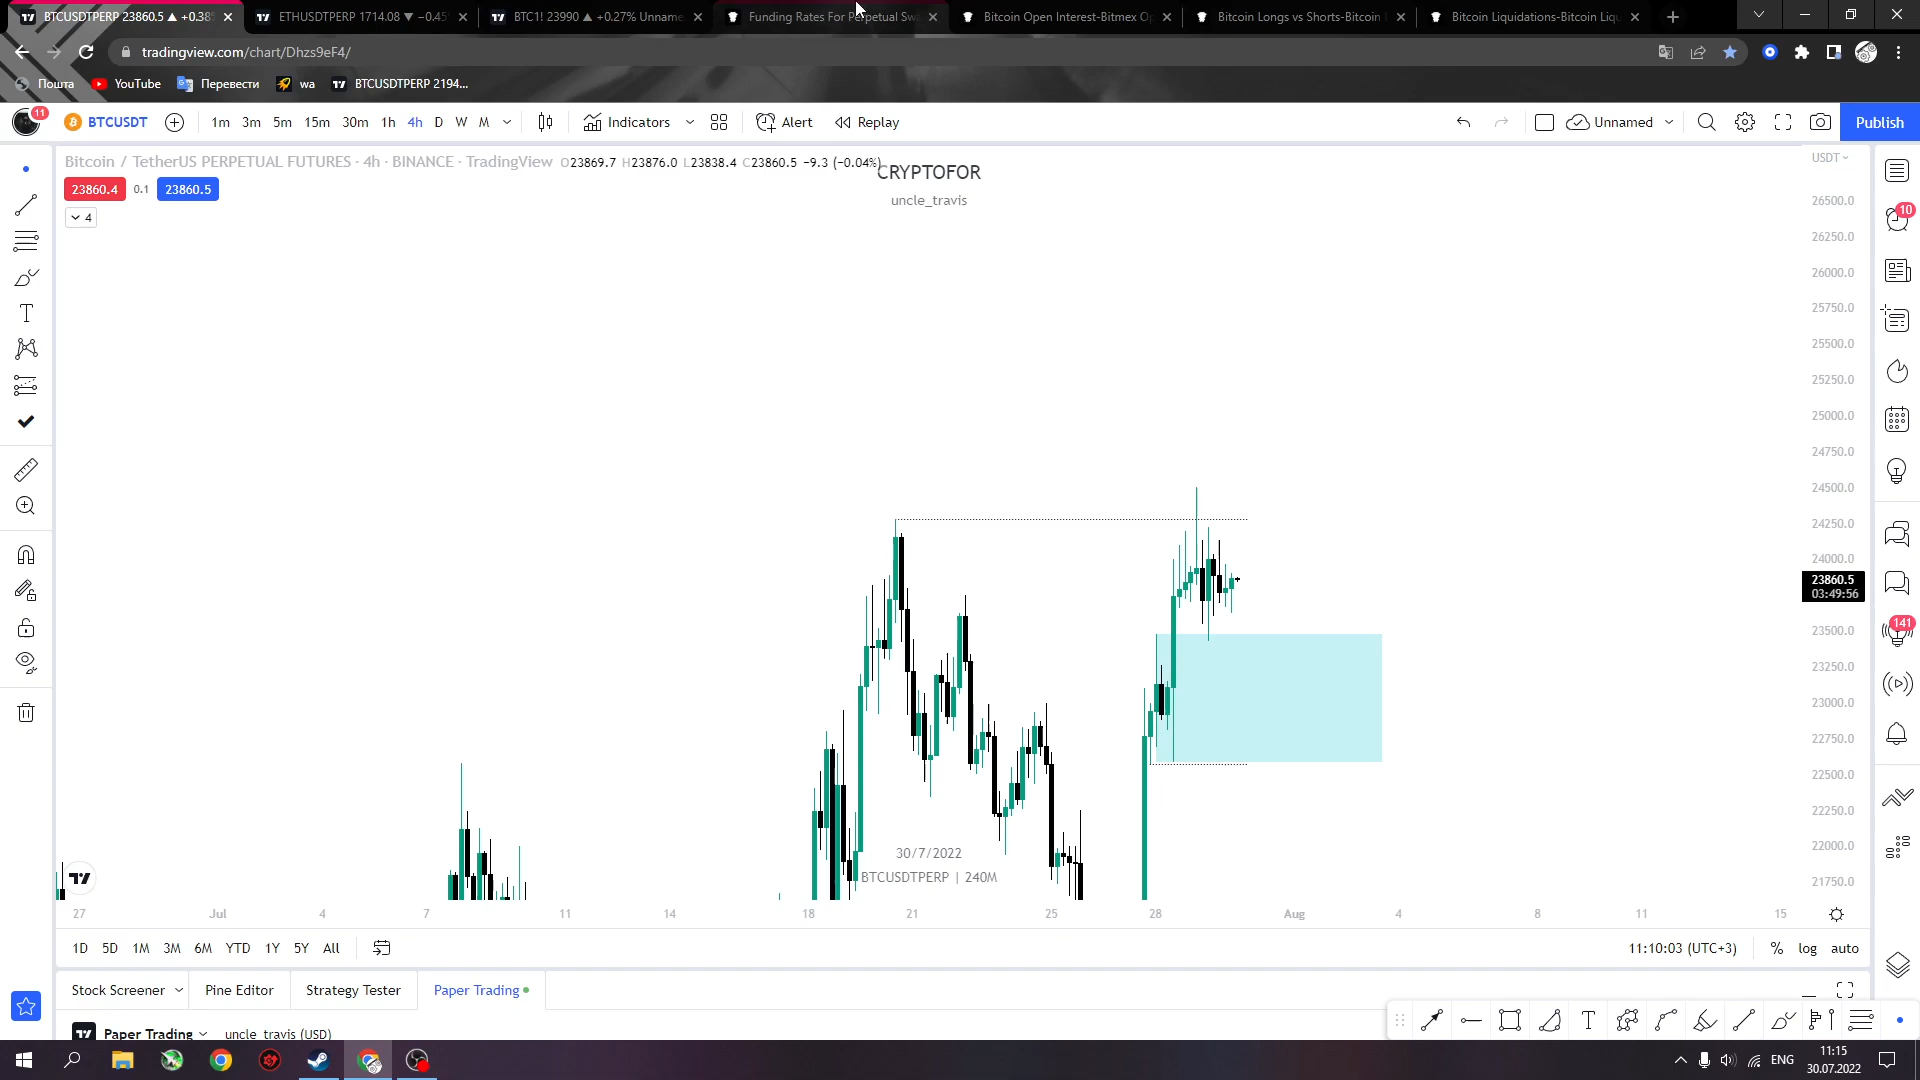 BTCUSDTPERP 23860.5 ▲ +0.38
ETHUSDTPERP 1714.08 ▼ −0.45
BTC1! 23990 ▲ +0.27% Unname
Funding Rates For Perpetual Swa
Bitcoin Open Interest-Bitmex Op
Bitcoin Longs vs Shorts-Bitcoin
Bitcoin Liquidations-Bitcoin Liq
tradingview.com/chart/Dhzs9eF4/
Пошта
YouTube
Перевести
wa
BTCUSDTPERP 2194...
11
BTCUSDT
1m 3m 5m 15m 30m 1h 4h D W M
Indicators
Alert
Replay
Unnamed
Publish
Bitcoin / TetherUS PERPETUAL FUTURES · 4h · BINANCE · TradingView O23869.7 H23876.0 L23838.4 C23860.5 −9.3 (−0.04%)
CRYPTOFOR
uncle_travis
23860.4 0.1 23860.5
4
USDT
26500.0
26250.0
26000.0
25750.0
25500.0
25250.0
25000.0
24750.0
24500.0
24250.0
24000.0
23860.5
03:49:56
23500.0
23250.0
23000.0
22750.0
22500.0
22250.0
22000.0
21750.0
10
141
30/7/2022
BTCUSDTPERP | 240M
27 Jul 4 7 11 14 18 21 25 28 Aug 4 8 11 15
1D 5D 1M 3M 6M YTD 1Y 5Y All
11:10:03 (UTC+3) % log auto
Stock Screener
Pine Editor
Strategy Tester
Paper Trading
Paper Trading
uncle_travis (USD)
ENG
11:15
30.07.2022